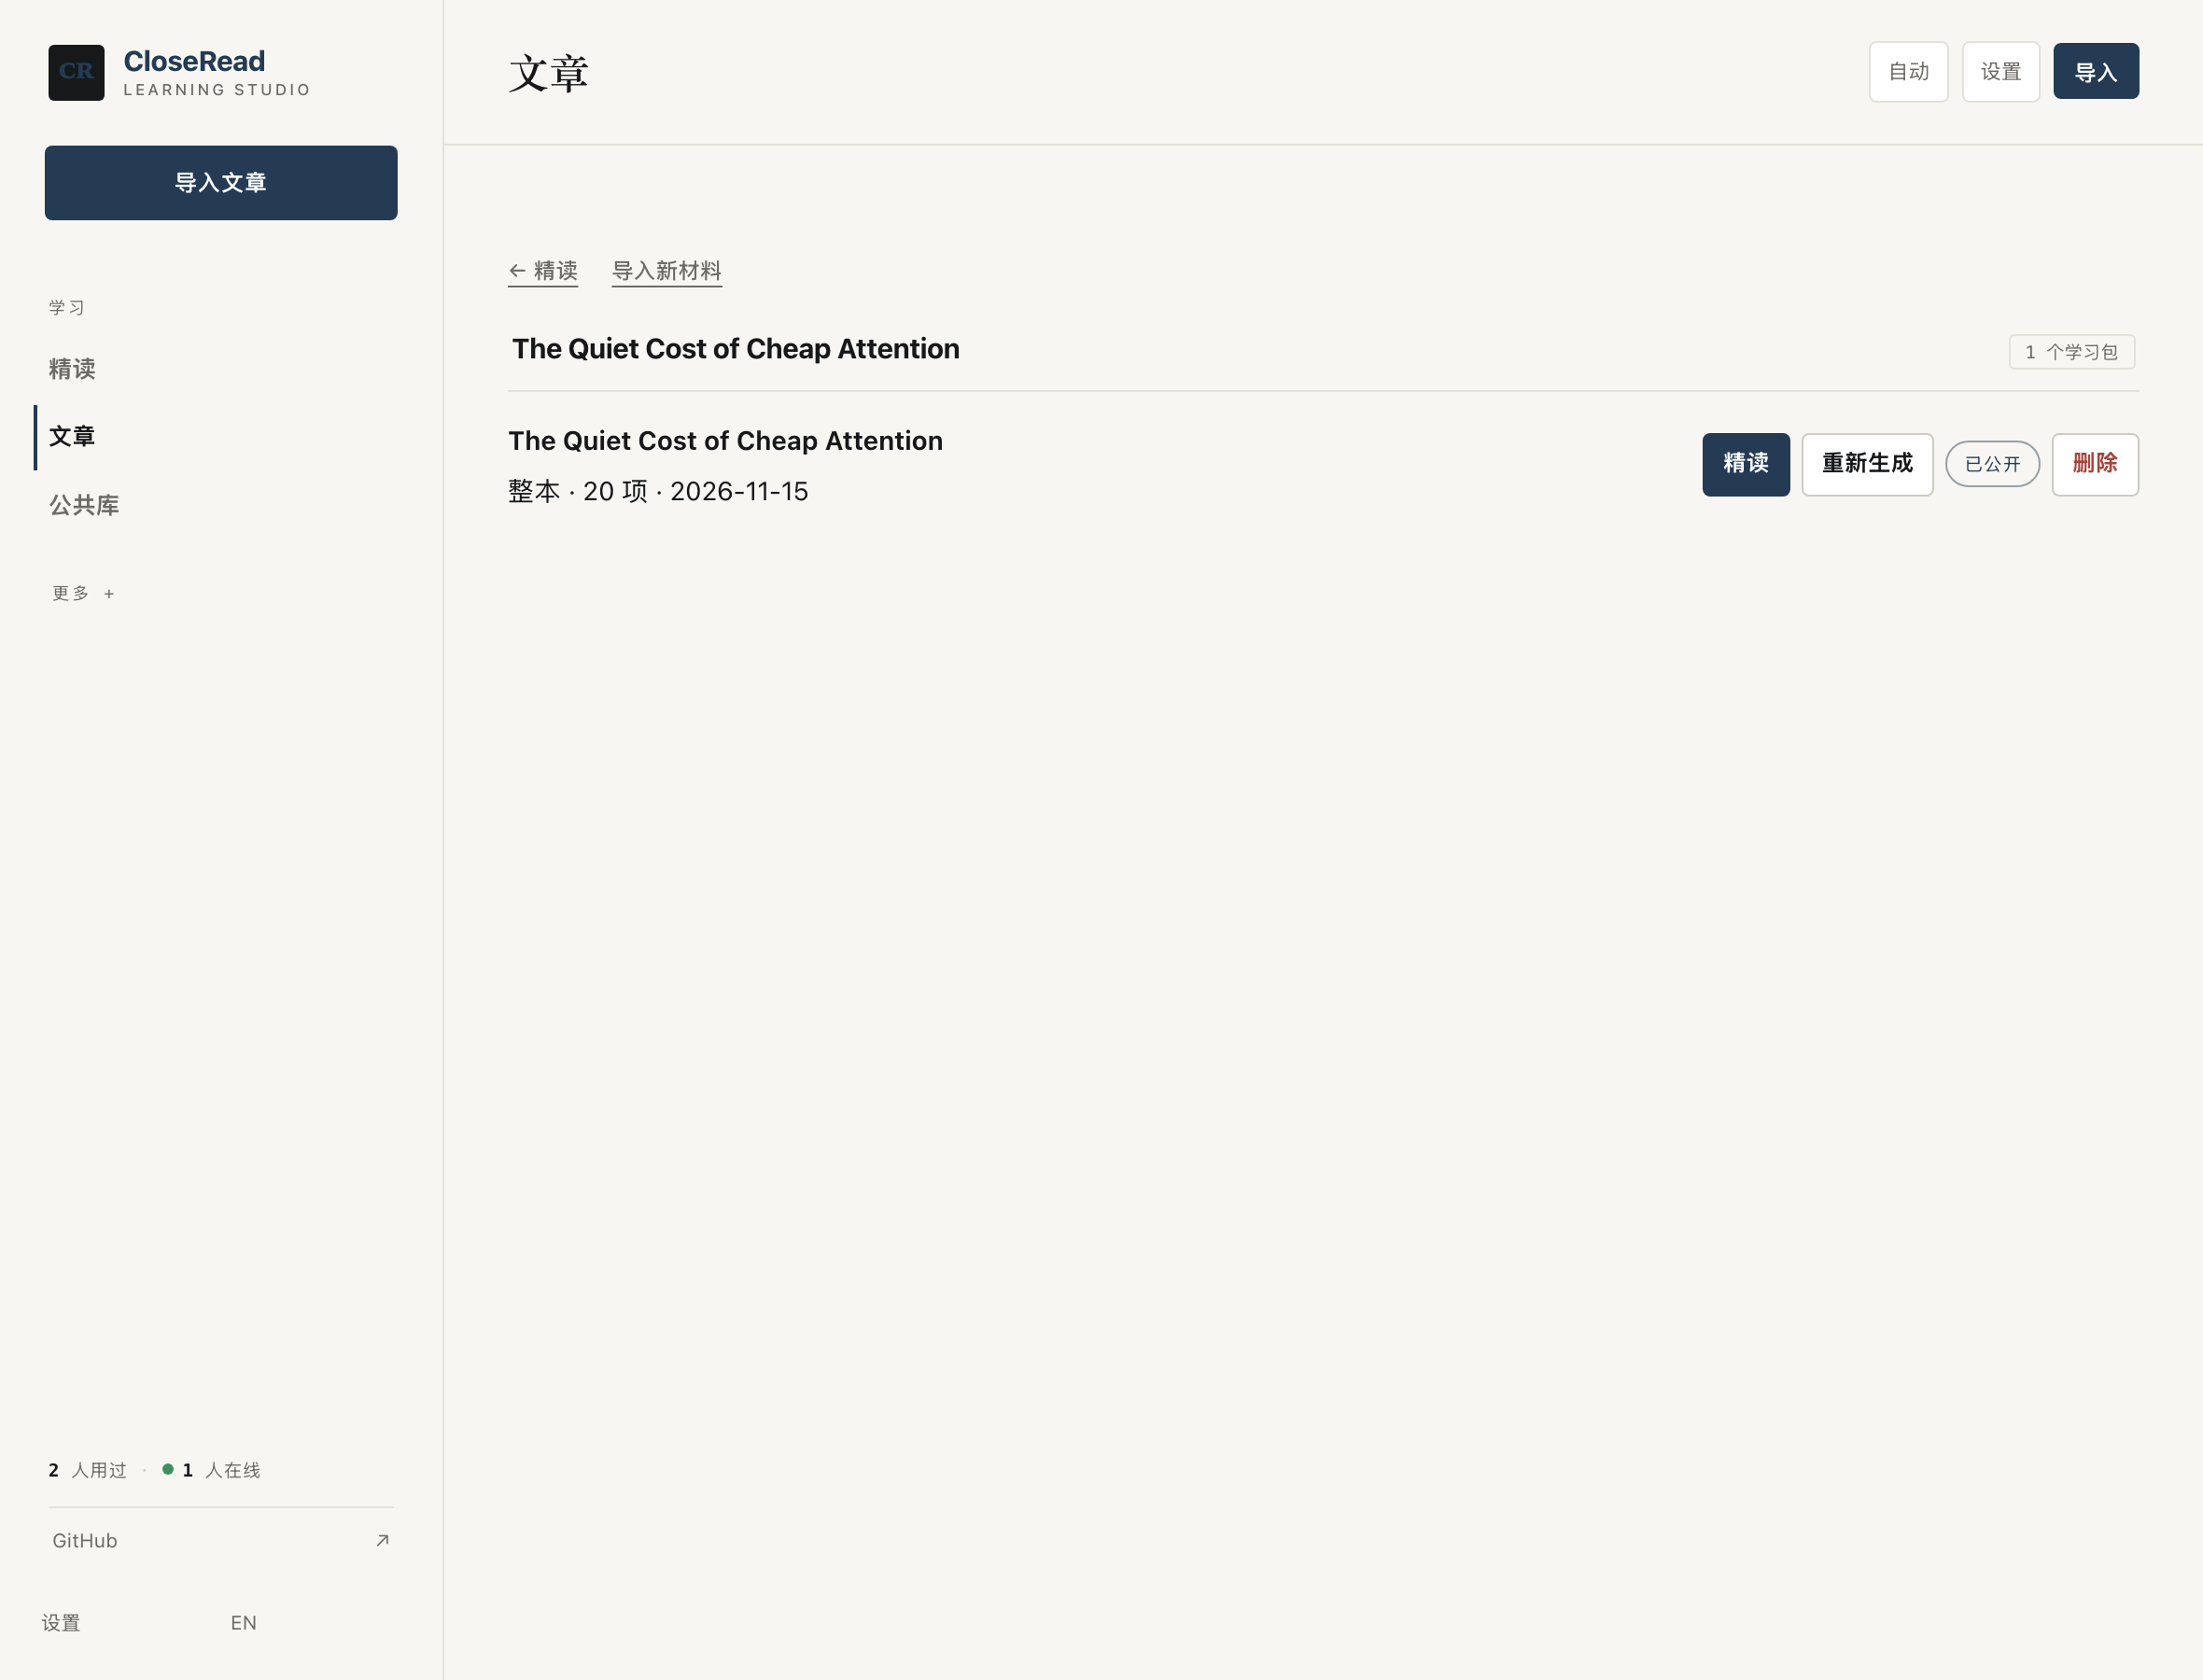 CR
CloseRead
LEARNING STUDIO
导入文章
学习
精读
文章
公共库
更多 +
2 人用过 · 1 人在线
GitHub ↗
设置 EN
文章
自动 设置 导入
← 精读 导入新材料
The Quiet Cost of Cheap Attention 1 个学习包
The Quiet Cost of Cheap Attention
整本 · 20 项 · 2026-11-15
精读 重新生成 已公开 删除